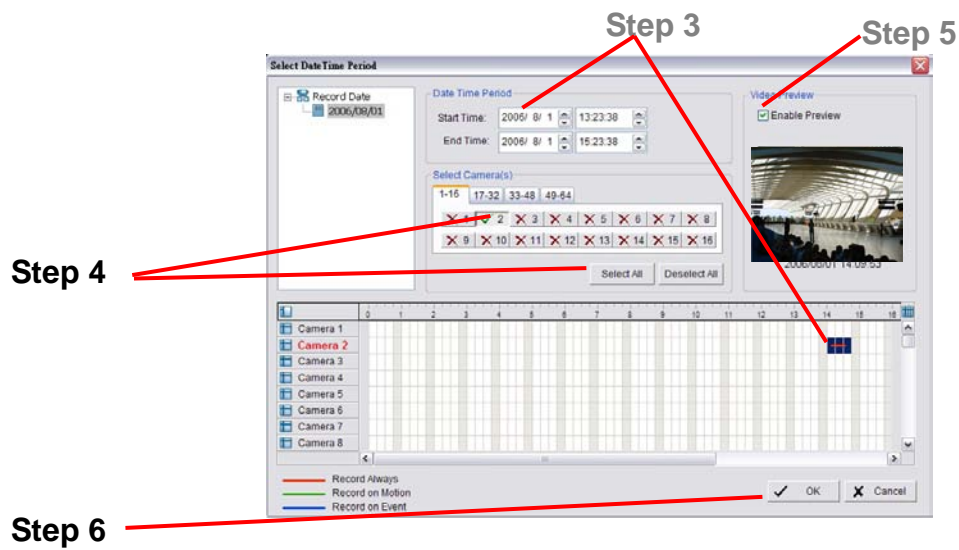 Step 3
Step 5
Select DateTime Period
Record Date
2006/08/01
Date Time Period
Start Time: 2006/ 8/ 1 13:23:38
End Time: 2006/ 8/ 1 15:23:38
Video Preview
Enable Preview
2006/08/01 14:09:53
Select Camera(s)
1-16 17-32 33-48 49-64
1 2 3 4 5 6 7 8
9 10 11 12 13 14 15 16
Select All Deselect All
Step 4
0 1 2 3 4 5 6 7 8 9 10 11 12 13 14 15 16
Camera 1
Camera 2
Camera 3
Camera 4
Camera 5
Camera 6
Camera 7
Camera 8
Record Always
Record on Motion
Record on Event
OK Cancel
Step 6